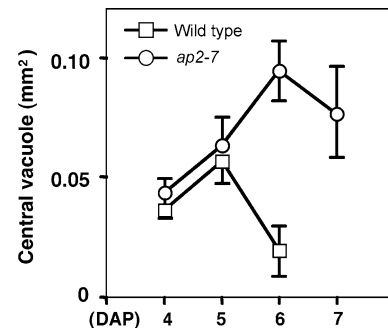 Wild type
ap2-7
Central vacuole (mm²)
0.10
0.05
0
(DAP) 4 5 6 7